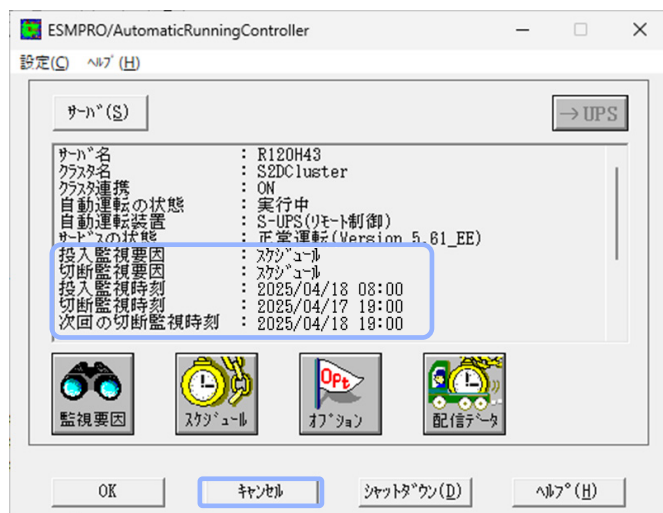 ESMPRO/AutomaticRunningController
設定(C) ヘルプ(H)
サーバ(S)
→UPS
サーバ名 : R120H43
クラスタ名 : S2DCluster
クラスタ連携 : ON
自動運転の状態 : 実行中
自動運転装置 : S-UPS(リモート制御)
サービスの状態 : 正常運転(Version 5.61_EE)
投入監視要因 : スケジュール
切断監視要因 : スケジュール
投入監視時刻 : 2025/04/18 08:00
切断監視時刻 : 2025/04/17 19:00
次回の切断監視時刻 : 2025/04/18 19:00
監視要因
スケジュール
Opt
オプション
配信データ
OK
キャンセル
シャットダウン(D)
ヘルプ(H)